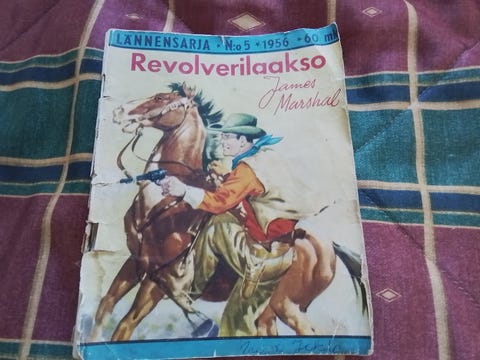 LÄNNENSARJA * N:o 5 * 1956 * 60 mk
Revolverilaakso
James
Marshal